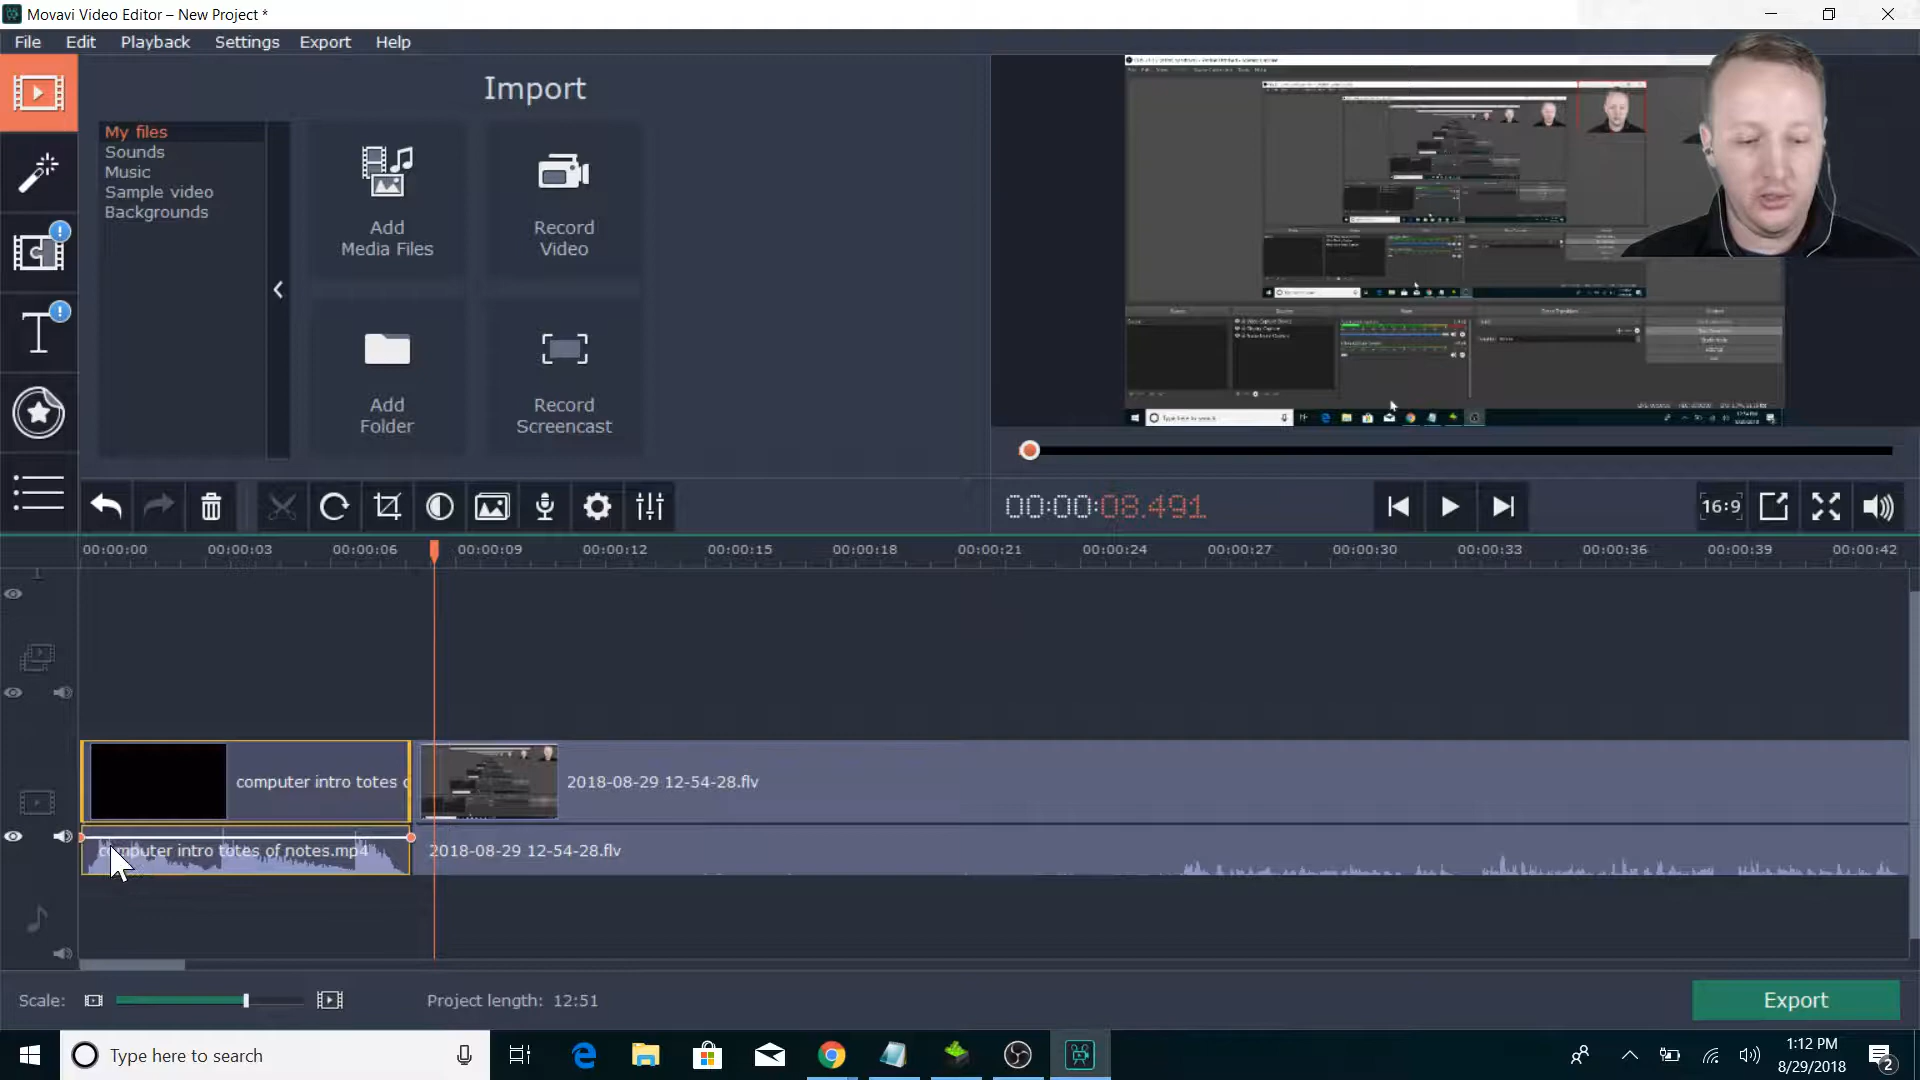 Movavi Video Editor – New Project *
File Edit Playback Settings Export Help
Import
My files
Sounds
Music
Sample video
Backgrounds
Add
Media Files
Record
Video
Add
Folder
Record
Screencast
00:00:08.491
16:9
00:00:00 00:00:03 00:00:06 00:00:09 00:00:12 00:00:15 00:00:18 00:00:21 00:00:24 00:00:27 00:00:30 00:00:33 00:00:36 00:00:39 00:00:42
1
computer intro totes
2018-08-29 12-54-28.flv
computer intro totes of notes.mp4
2018-08-29 12-54-28.flv
Scale:
Project length: 12:51
Export
Type here to search
1:12 PM
8/29/2018
2